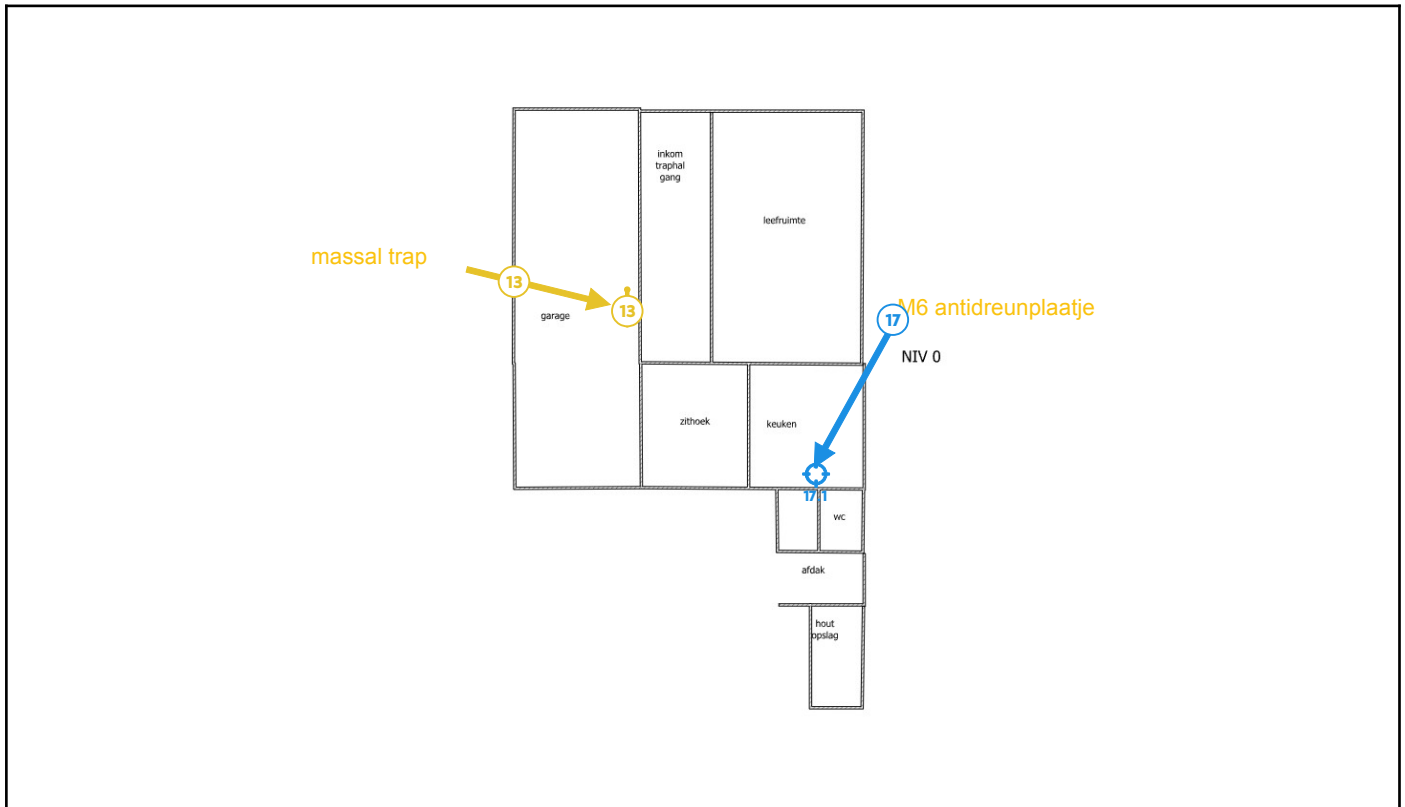 inkom
traphal
gang
leefruimte
massal trap
13
13
garage
17
M6 antidreunplaatje
NIV 0
zithoek
keuken
17.1
wc
afdak
hout
opslag